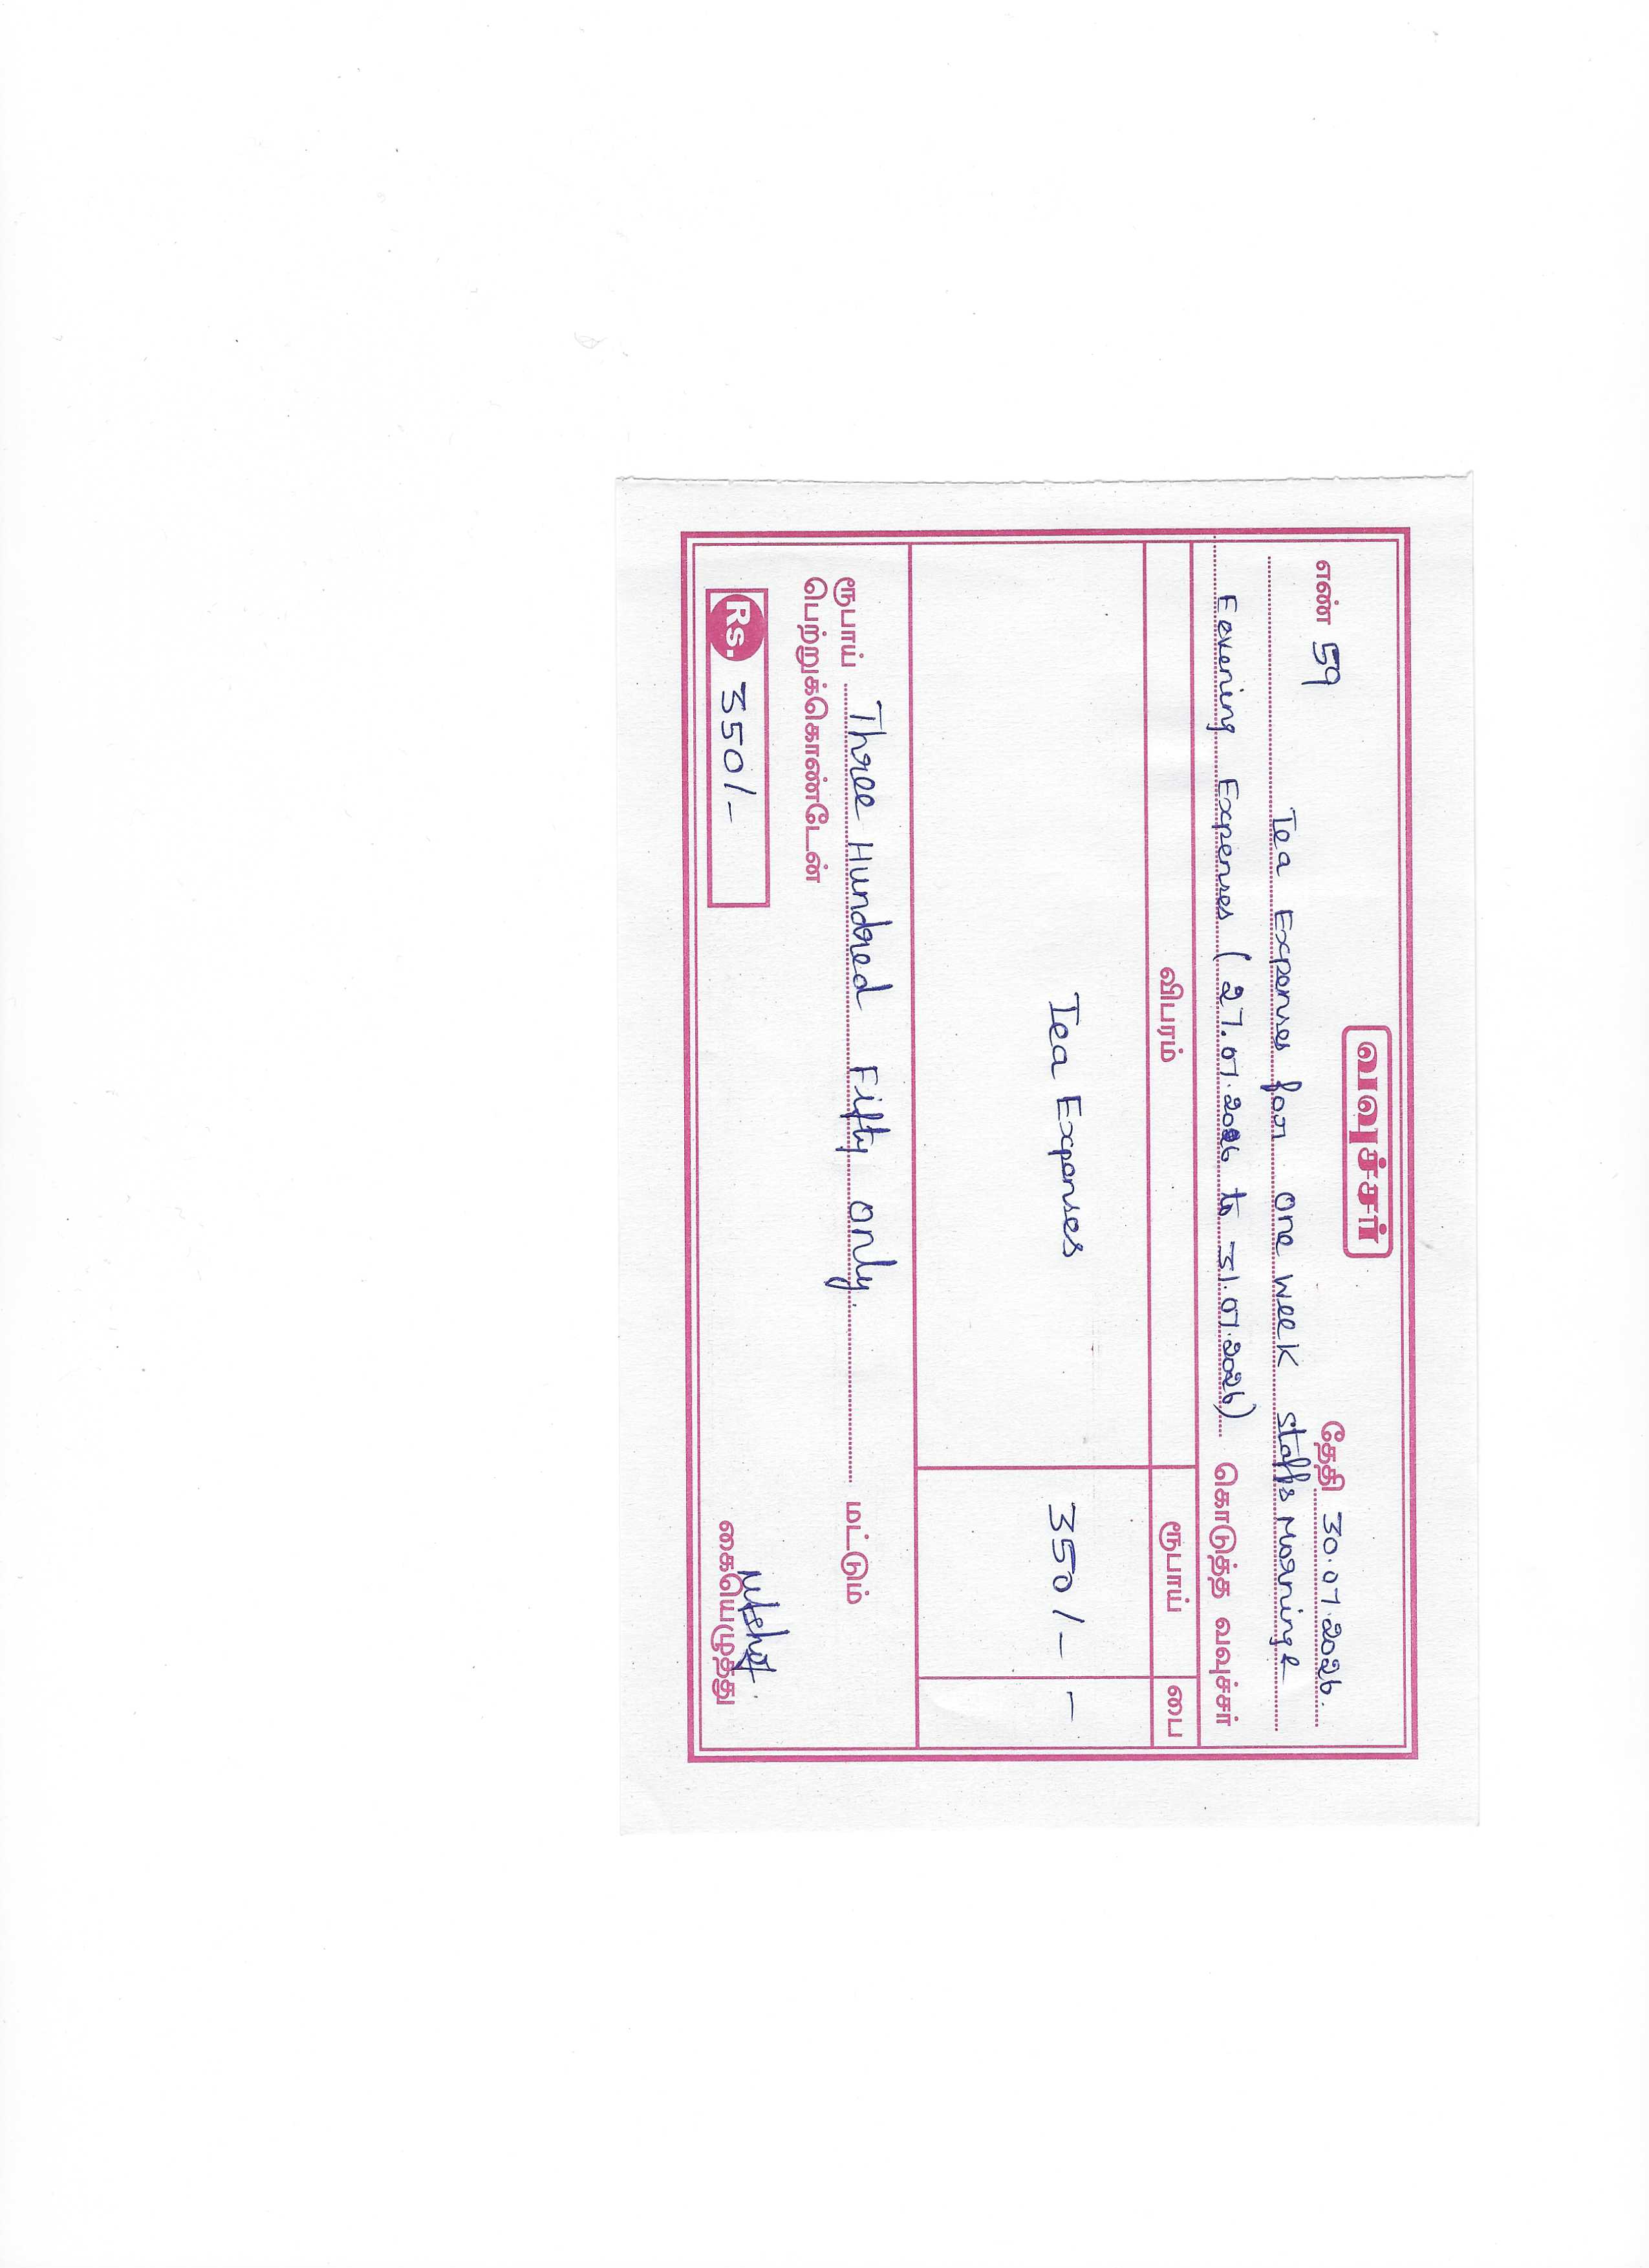 வவுச்சர்
எண் 59 தேதி 30.07.2026.
Tea Expenses for one week staffs Morning &
Eevening Expenses ( 27.07.2026 to 31.07.2026) கொடுத்த வவுச்சர்
விபரம் ரூபாய் பை
Tea Expenses 350/- -
ரூபாய் Three Hundred Fifty only. மட்டும்
பெற்றுக்கொண்டேன்
Rs. 350/-
கையெழுத்து